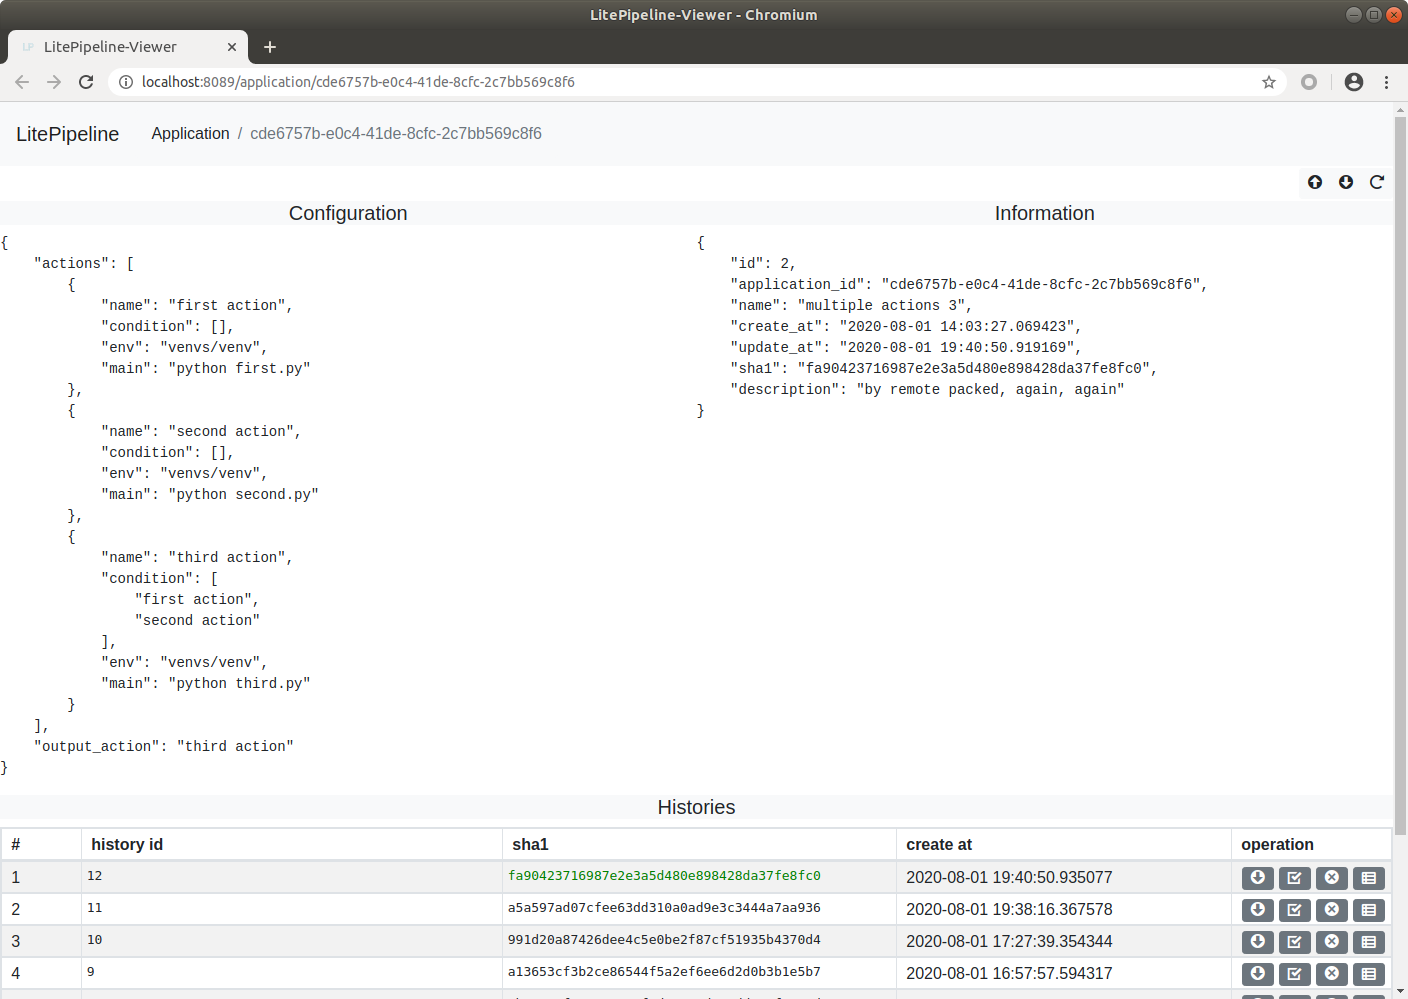 LitePipeline-Viewer - Chromium
LP LitePipeline-Viewer
localhost:8089/application/cde6757b-e0c4-41de-8cfc-2c7bb569c8f6
LitePipeline Application / cde6757b-e0c4-41de-8cfc-2c7bb569c8f6
Configuration
{
    "actions": [
        {
            "name": "first action",
            "condition": [],
            "env": "venvs/venv",
            "main": "python first.py"
        },
        {
            "name": "second action",
            "condition": [],
            "env": "venvs/venv",
            "main": "python second.py"
        },
        {
            "name": "third action",
            "condition": [
                "first action",
                "second action"
            ],
            "env": "venvs/venv",
            "main": "python third.py"
        }
    ],
    "output_action": "third action"
}
Information
{
    "id": 2,
    "application_id": "cde6757b-e0c4-41de-8cfc-2c7bb569c8f6",
    "name": "multiple actions 3",
    "create_at": "2020-08-01 14:03:27.069423",
    "update_at": "2020-08-01 19:40:50.919169",
    "sha1": "fa90423716987e2e3a5d480e898428da37fe8fc0",
    "description": "by remote packed, again, again"
}
Histories
# history id sha1 create at operation
1 12 fa90423716987e2e3a5d480e898428da37fe8fc0 2020-08-01 19:40:50.935077
2 11 a5a597ad07cfee63dd310a0ad9e3c3444a7aa936 2020-08-01 19:38:16.367578
3 10 991d20a87426dee4c5e0be2f87cf51935b4370d4 2020-08-01 17:27:39.354344
4 9 a13653cf3b2ce86544f5a2ef6ee6d2d0b3b1e5b7 2020-08-01 16:57:57.594317